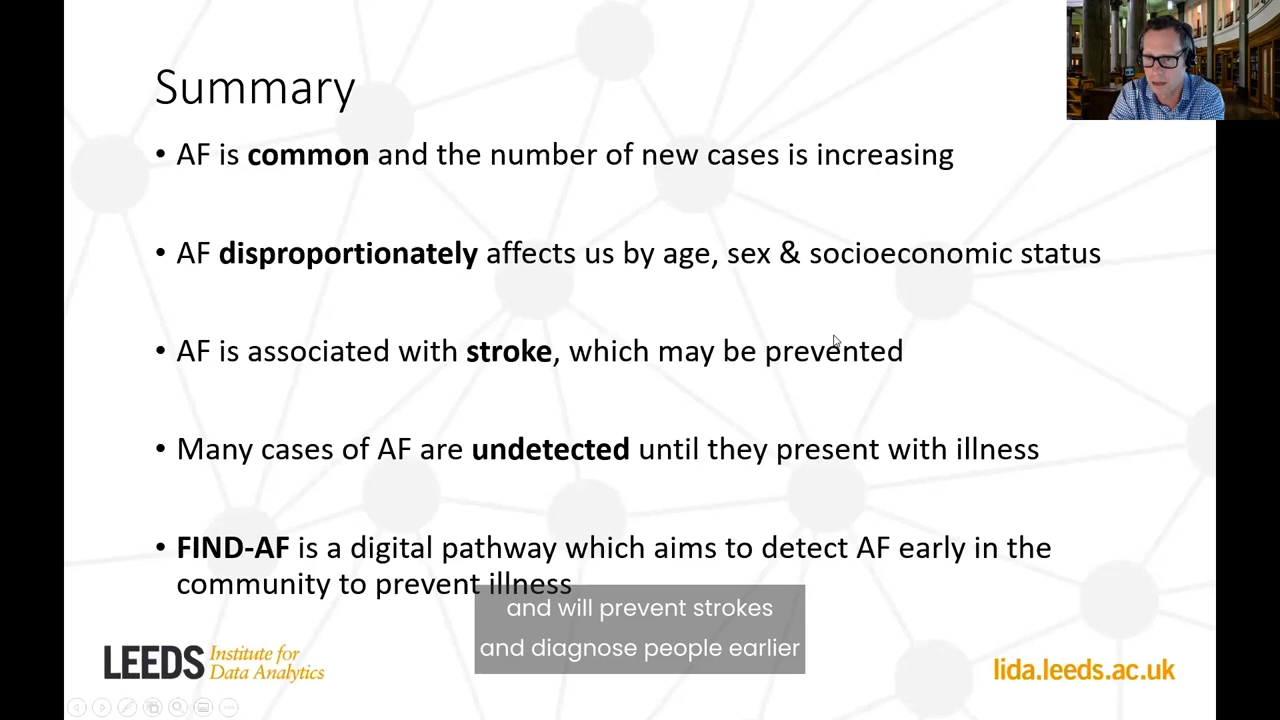 Summary
• AF is common and the number of new cases is increasing
• AF disproportionately affects us by age, sex & socioeconomic status
• AF is associated with stroke, which may be prevented
• Many cases of AF are undetected until they present with illness
• FIND-AF is a digital pathway which aims to detect AF early in the
community to prevent illness
and will prevent strokes
and diagnose people earlier
LEEDS Institute for
Data Analytics
lida.leeds.ac.uk